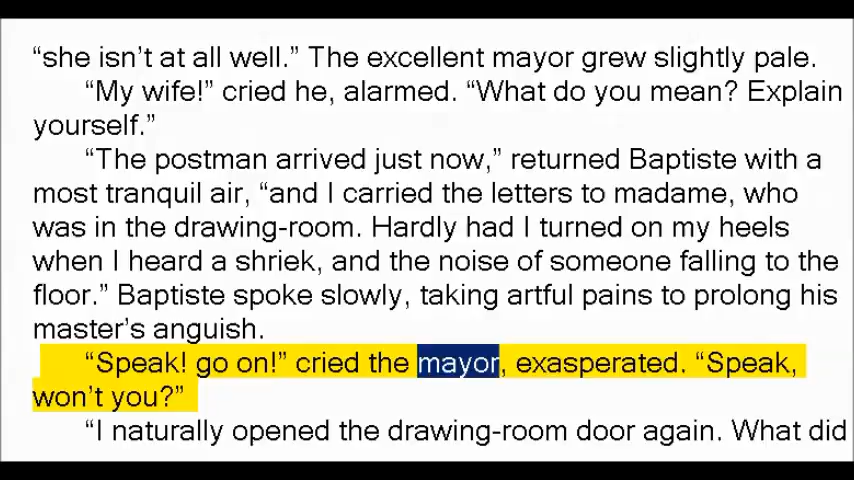 “she isn’t at all well.” The excellent mayor grew slightly pale.
“My wife!” cried he, alarmed. “What do you mean? Explain
yourself.”
“The postman arrived just now,” returned Baptiste with a
most tranquil air, “and I carried the letters to madame, who
was in the drawing-room. Hardly had I turned on my heels
when I heard a shriek, and the noise of someone falling to the
floor.” Baptiste spoke slowly, taking artful pains to prolong his
master’s anguish.
“Speak! go on!” cried the mayor, exasperated. “Speak,
won’t you?”
“I naturally opened the drawing-room door again. What did